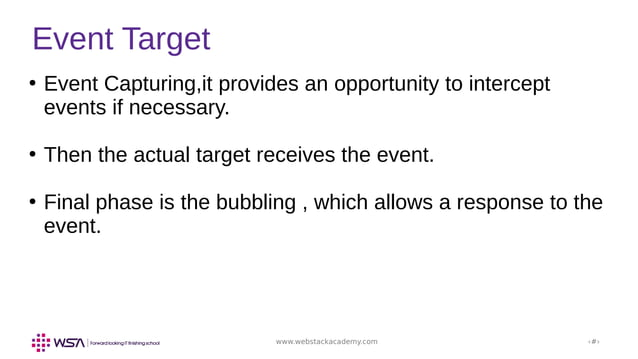 Event Target
• Event Capturing,it provides an opportunity to intercept
events if necessary.
• Then the actual target receives the event.
• Final phase is the bubbling , which allows a response to the
event.
WSA Forward looking IT finishing school
www.webstackacademy.com
‹#›